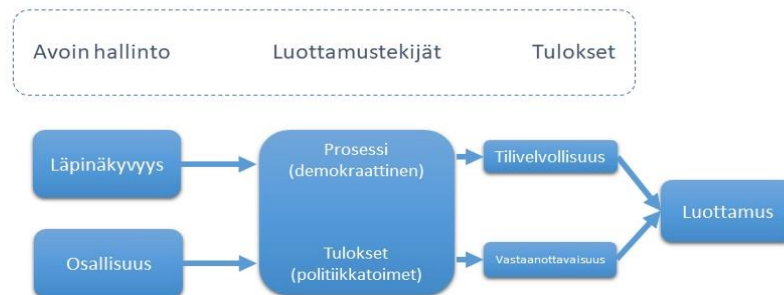 Avoin hallinto
Luottamustekijät
Tulokset
Läpinäkyvyys
Prosessi
(demokraattinen)
Tilivelvollisuus
Luottamus
Osallisuus
Tulokset
(politiikkatoimet)
Vastaanottavaisuus